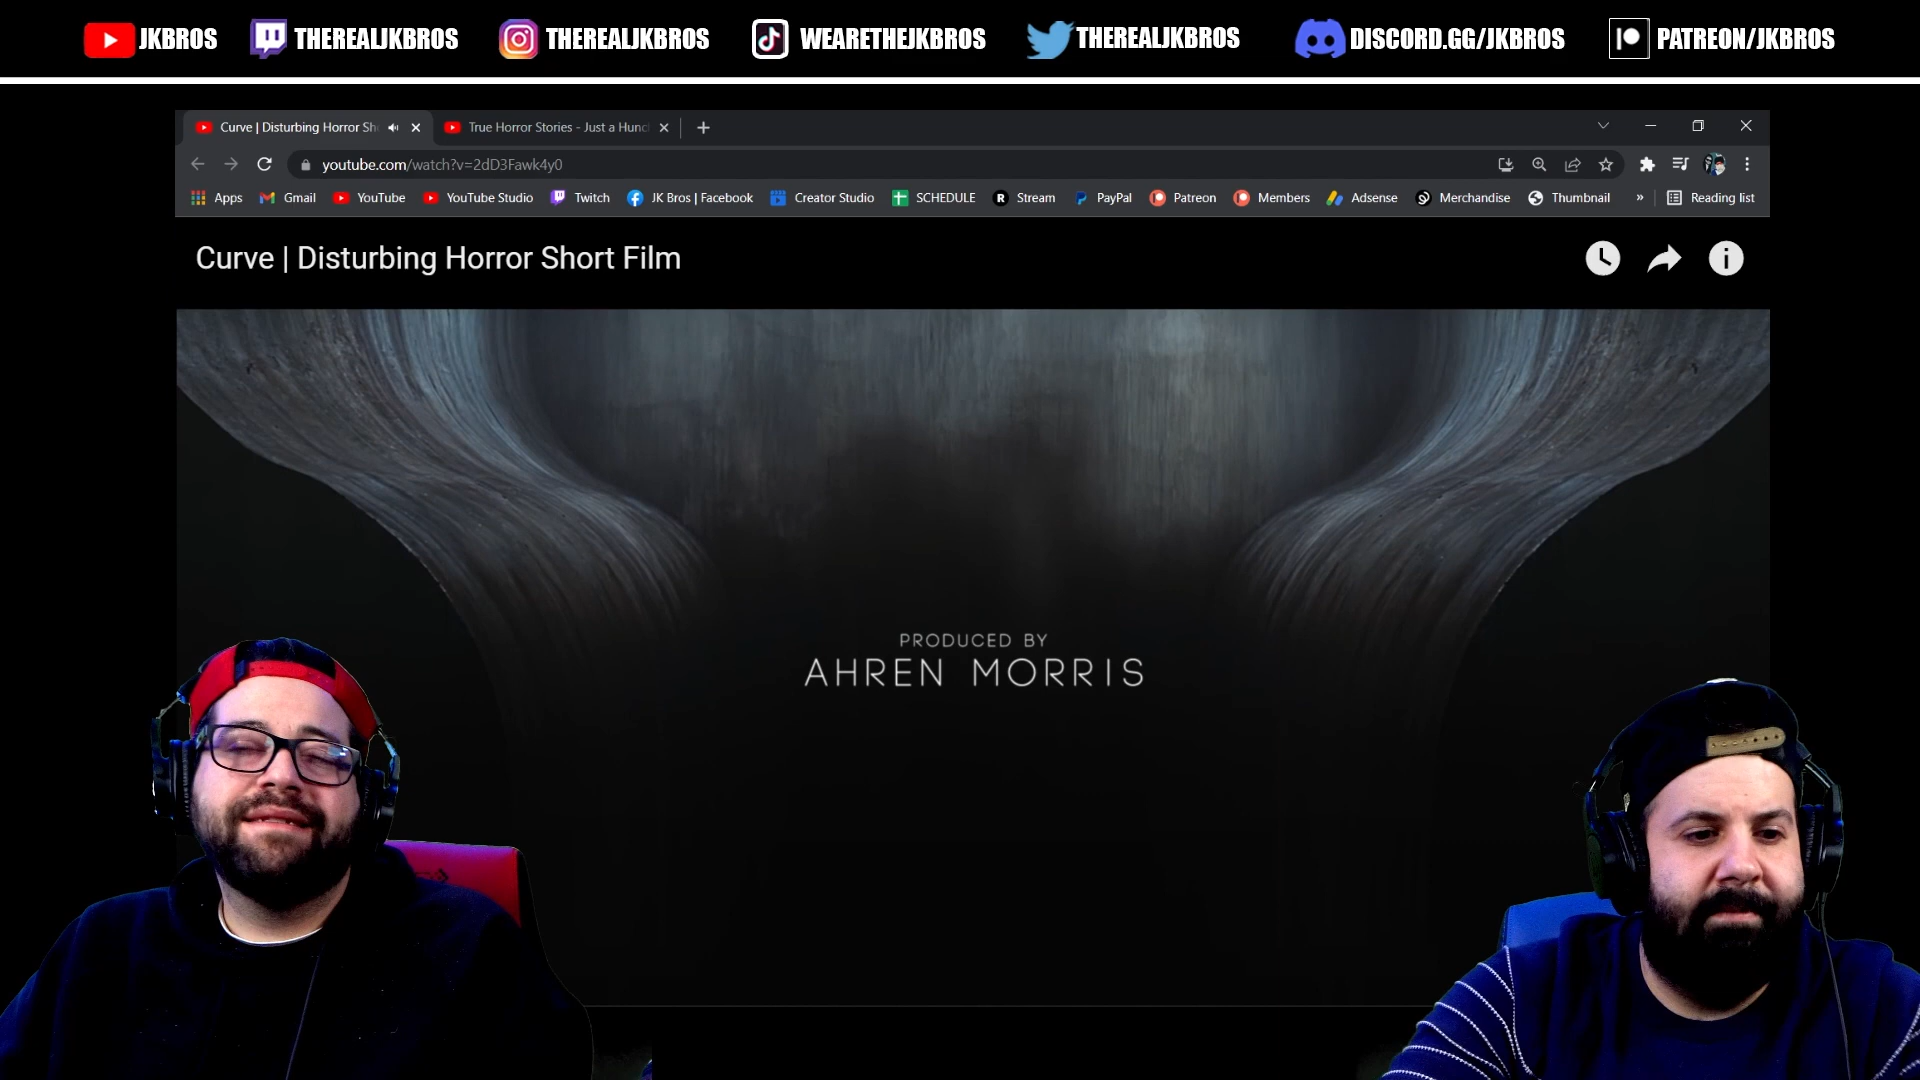 JKBROS THEREALJKBROS THEREALJKBROS WEARETHEJKBROS THEREALJKBROS DISCORD.GG/JKBROS PATREON/JKBROS
Curve | Disturbing Horror Sh True Horror Stories - Just a Hunc
youtube.com/watch?v=2dD3Fawk4y0
Apps Gmail YouTube YouTube Studio Twitch JK Bros | Facebook Creator Studio SCHEDULE Stream PayPal Patreon Members Adsense Merchandise Thumbnail » Reading list
Curve | Disturbing Horror Short Film
PRODUCED BY
AHREN MORRIS